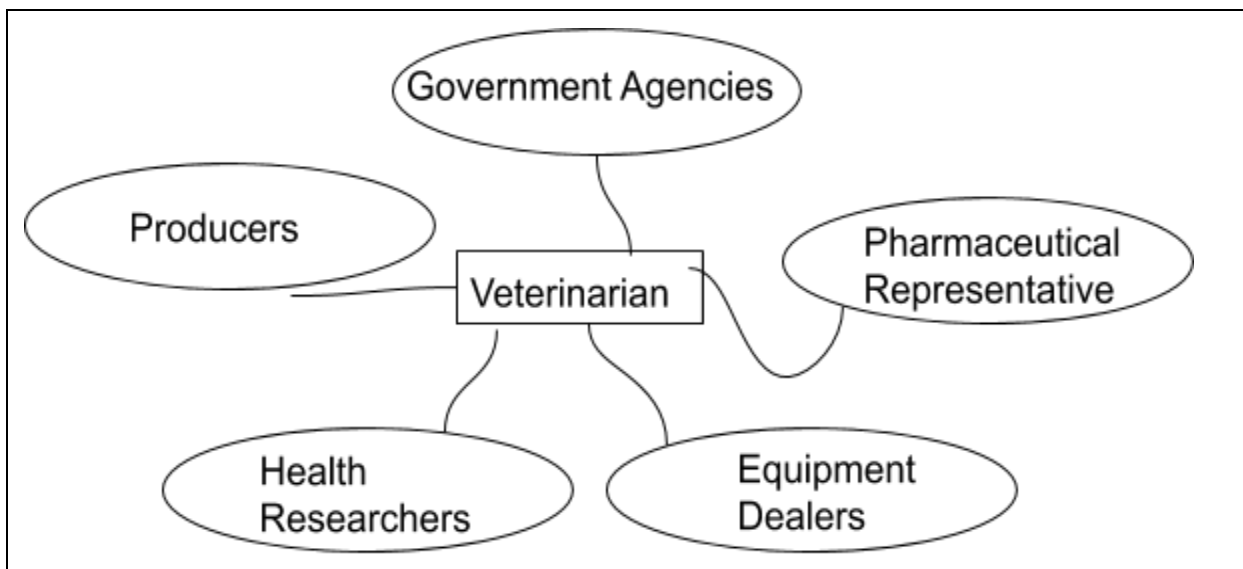 Government Agencies
Producers
Pharmaceutical
Representative
Veterinarian
Health
Researchers
Equipment
Dealers